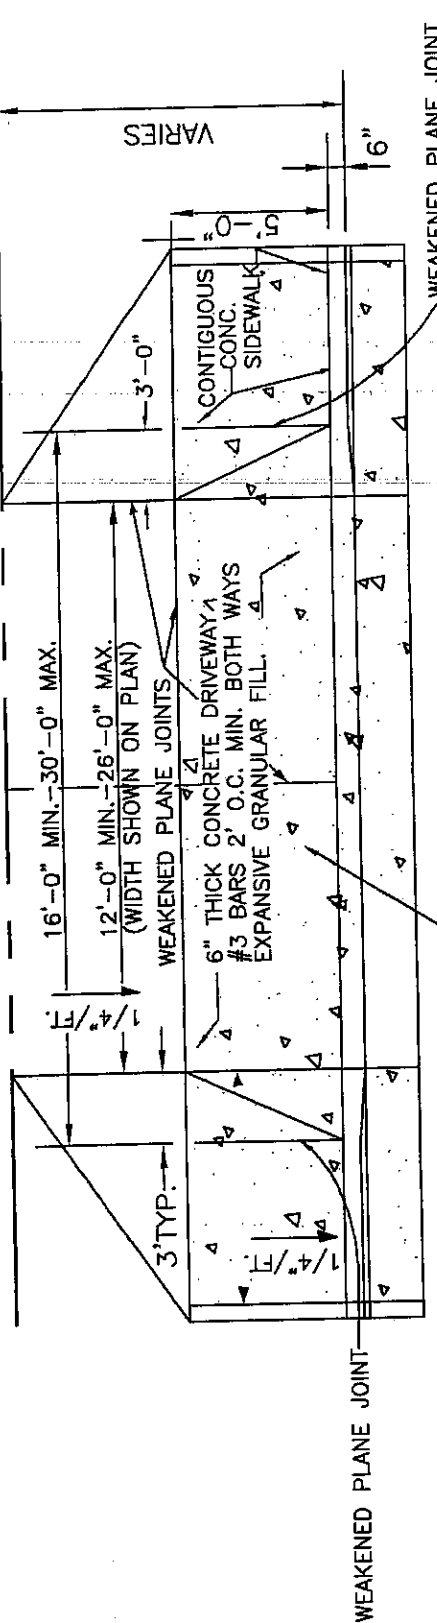 16'-0" MIN.-30'-0" MAX.
12'-0" MIN.-26'-0" MAX.
(WIDTH SHOWN ON PLAN)
1/4"/FT.
WEAKENED PLANE JOINTS
3'-0"
VARIES
3'TYP.
6" THICK CONCRETE DRIVEWAY
#3 BARS 2' O.C. MIN. BOTH WAYS
EXPANSIVE GRANULAR FILL.
CONTIGUOUS
CONC.
SIDEWALK
5'-0"
1/4"/FT.
6"
WEAKENED PLANE JOINT
WEAKENED PLANE JOINT